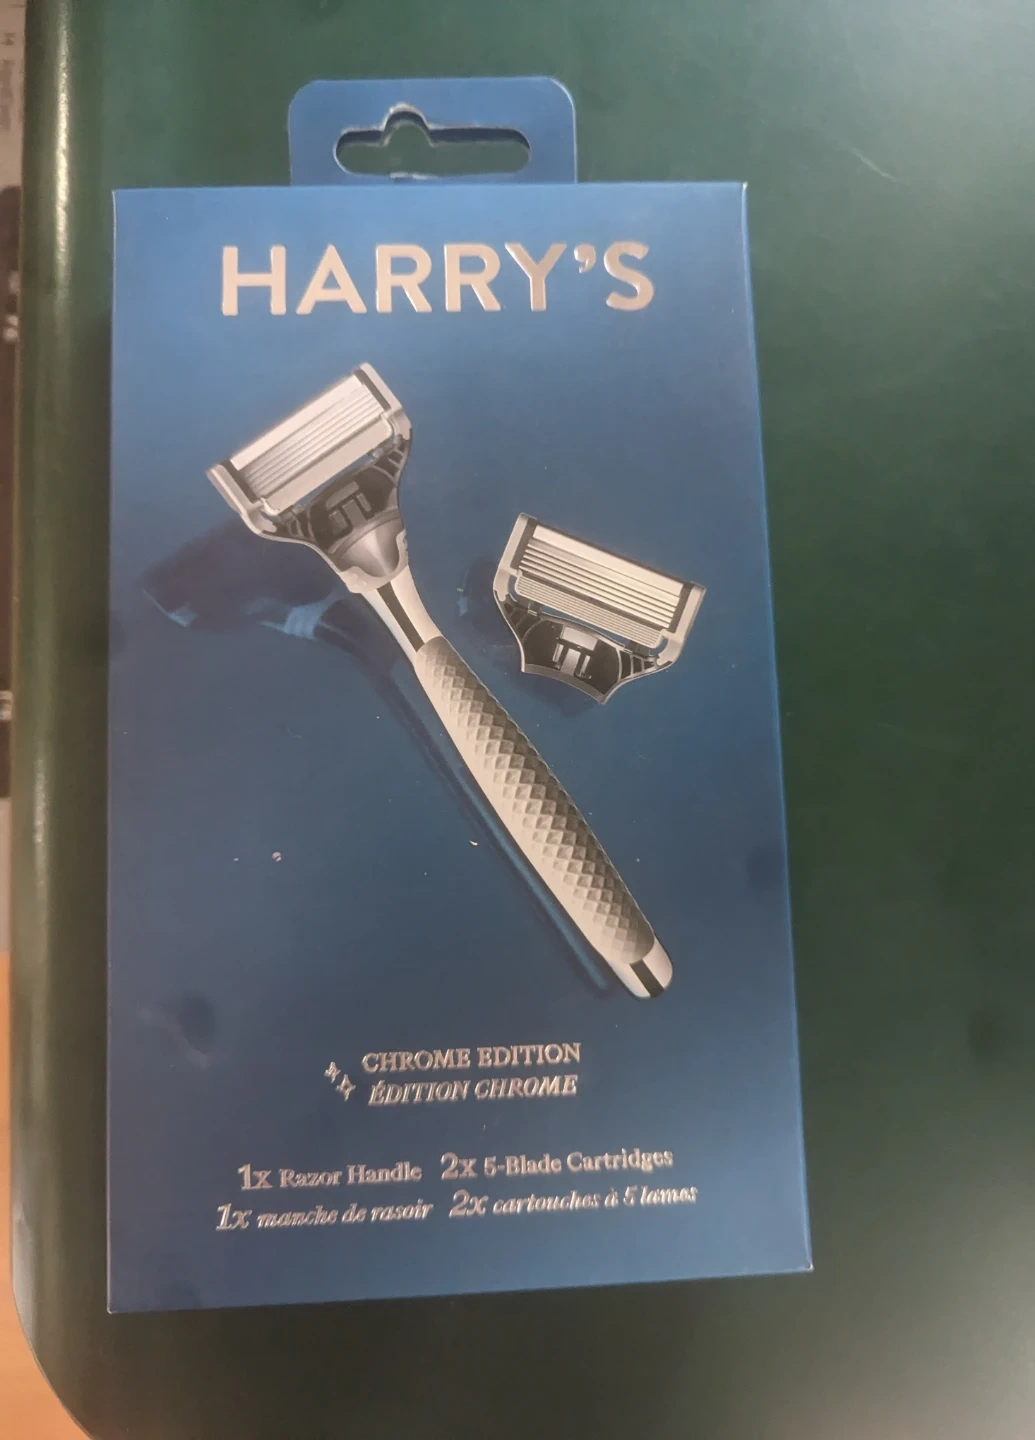 HARRY'S
CHROME EDITION
ÉDITION CHROME
1x Razor Handle 2x 5-Blade Cartridges
1x manche de rasoir 2x cartouches à 5 lames